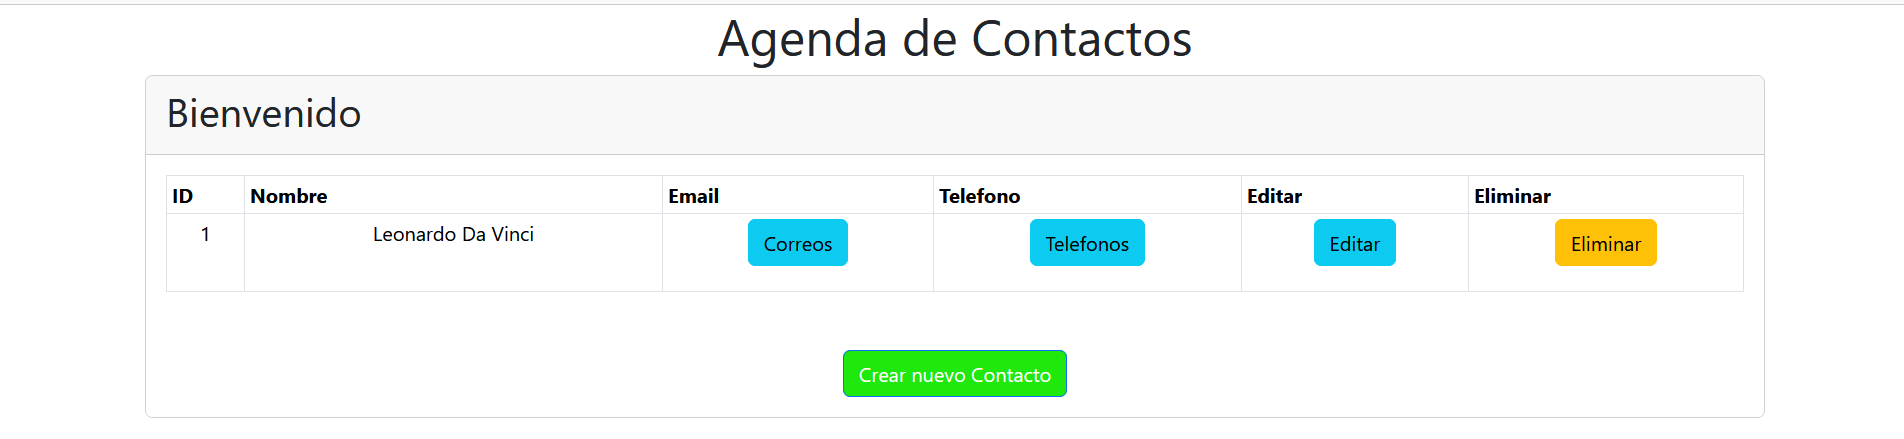 Agenda de Contactos
Bienvenido
ID Nombre Email Telefono Editar Eliminar
1 Leonardo Da Vinci Correos Telefonos Editar Eliminar
Crear nuevo Contacto